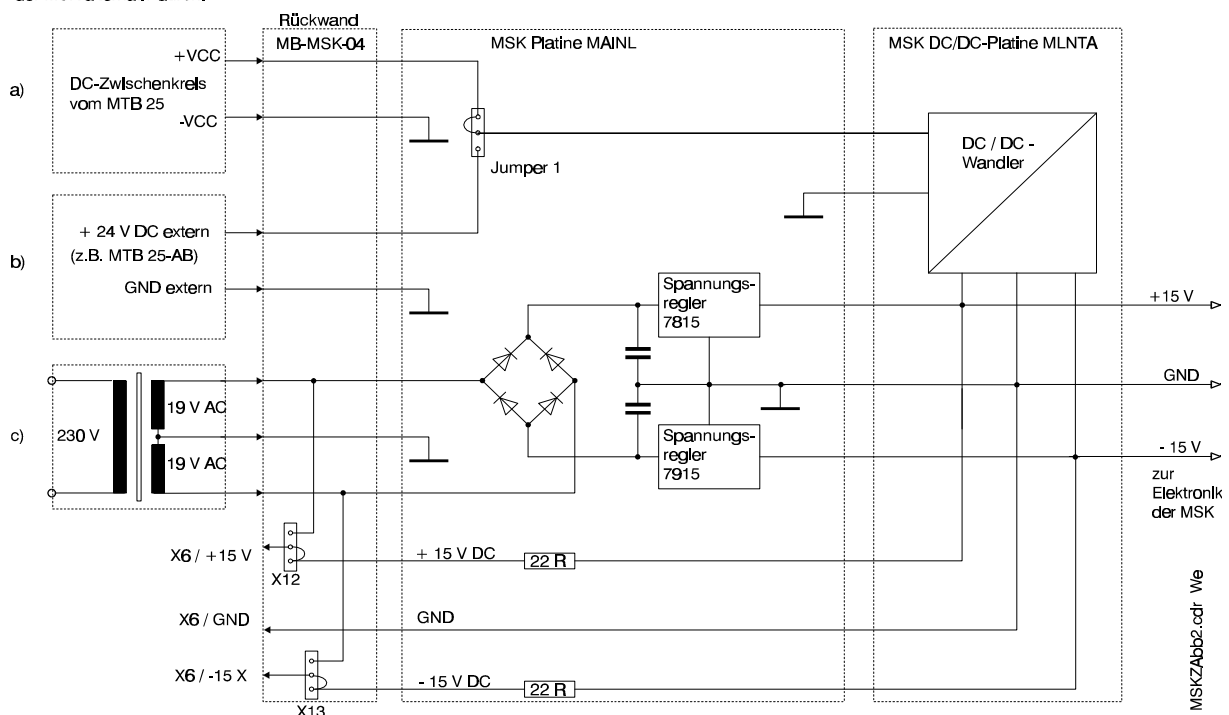 Rückwand
MB-MSK-04
MSK Platine MAINL
MSK DC/DC-Platine MLNTA
a)
DC-Zwischenkreis
vom MTB 25
+VCC
-VCC
Jumper 1
DC / DC -
Wandler
b)
+ 24 V DC extern
(z.B. MTB 25-AB)
GND extern
Spannungs-
regler
7815
+15 V
GND
c)
230 V
19 V AC
19 V AC
Spannungs-
regler
7915
- 15 V
zur
Elektronik
der MSK
X6 / +15 V
X12
+ 15 V DC
22 R
X6 / GND
GND
X6 / -15 X
X13
- 15 V DC
22 R
MSKZAbb2.cdr We